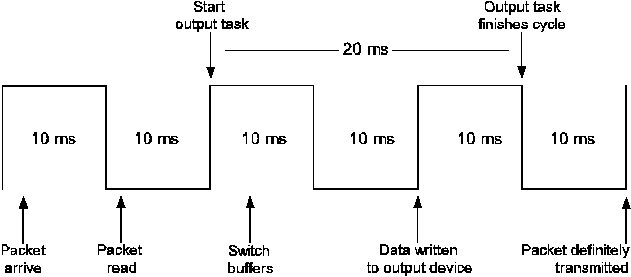 Start
output task
Output task
finishes cycle
20 ms
10 ms
10 ms
10 ms
10 ms
10 ms
10 ms
Packet
arrive
Packet
read
Switch
buffers
Data written
to output device
Packet definitely
transmitted